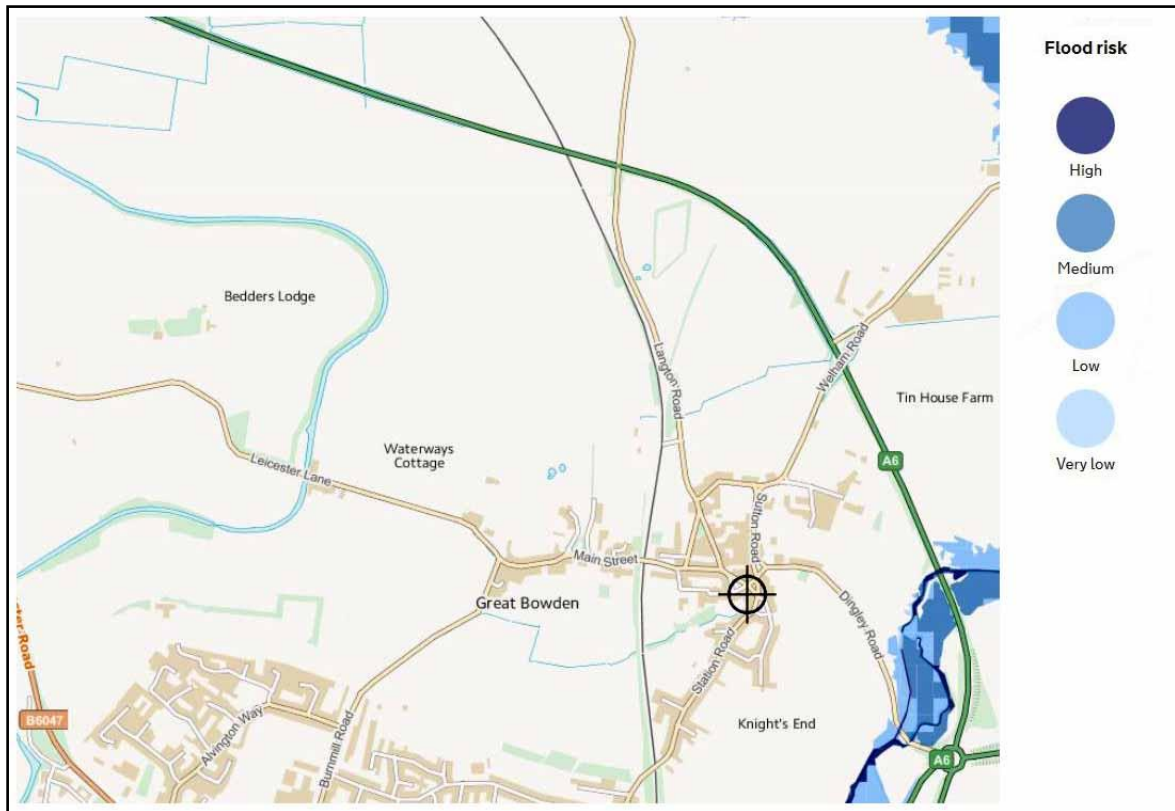 Flood risk
High
Medium
Low
Very low
Bedders Lodge
Langton Road
Welham Road
Tin House Farm
Waterways
Cottage
Leicester Lane
A6
Sutton Road
Main Street
Great Bowden
Dingley Road
Station Road
ter Road
B6047
Alvington Way
Burnmill Road
Knight's End
A6